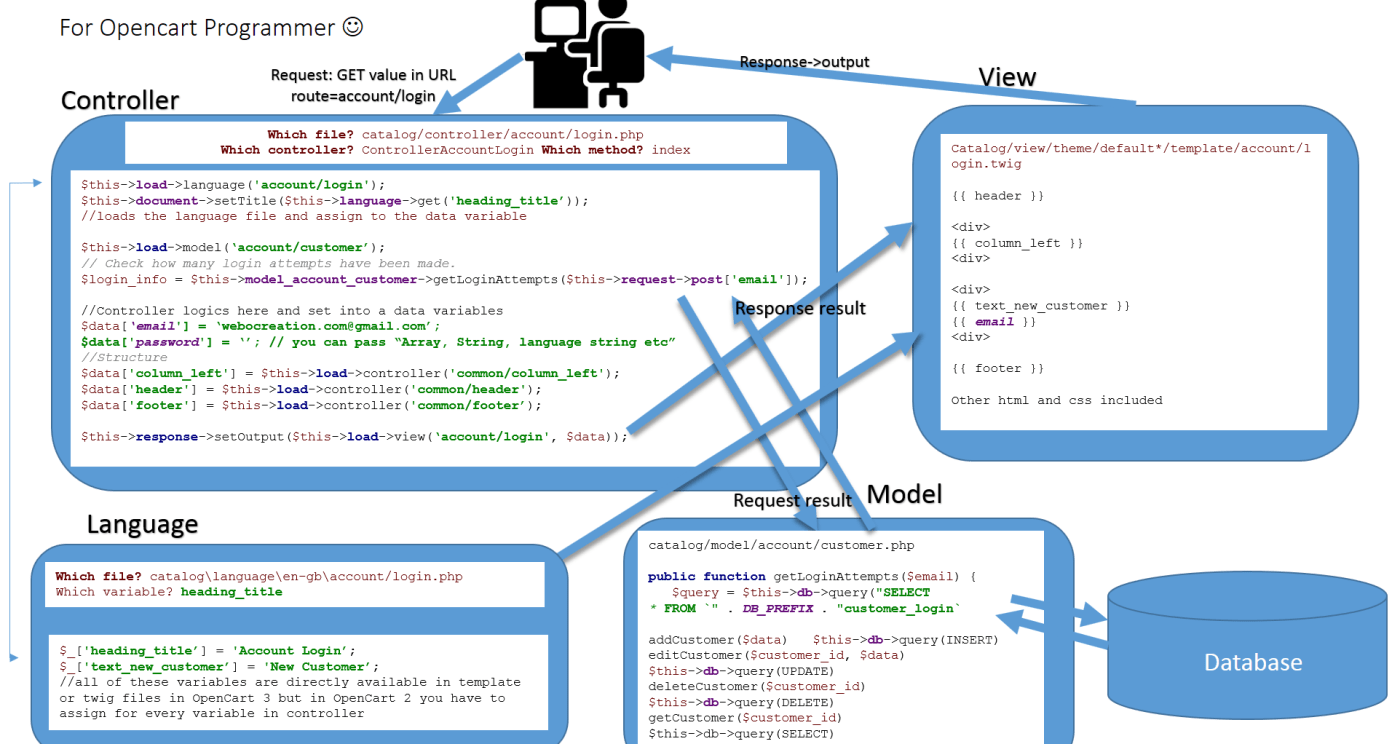 For Opencart Programmer ☺
Request: GET value in URL
route=account/login
Response->output
Controller
Which file? catalog/controller/account/login.php
Which controller? ControllerAccountLogin Which method? index
$this->load->language('account/login');
$this->document->setTitle($this->language->get('heading_title’));
//loads the language file and assign to the data variable
$this->load->model(‘account/customer’);
// Check how many login attempts have been made.
$login_info = $this->model_account_customer->getLoginAttempts($this->request->post['email']);
//Controller logics here and set into a data variables
$data[‘email'] = ‘webocreation.com@gmail.com’;
$data['password'] = ‘’; // you can pass “Array, String, language string etc”
//Structure
$data['column_left'] = $this->load->controller('common/column_left');
$data['header'] = $this->load->controller('common/header');
$data['footer'] = $this->load->controller('common/footer’);
$this->response->setOutput($this->load->view(‘account/login', $data));
View
Catalog/view/theme/default*/template/account/l
ogin.twig
{{ header }}
<div>
{{ column_left }}
<div>
<div>
{{ text_new_customer }}
{{ email }}
<div>
{{ footer }}
Other html and css included
Response result
Request result
Language
Which file? catalog\language\en-gb\account/login.php
Which variable? heading_title
$_['heading_title’] = 'Account Login’;
$_['text_new_customer’] = 'New Customer’;
//all of these variables are directly available in template
or twig files in OpenCart 3 but in OpenCart 2 you have to
assign for every variable in controller
Model
catalog/model/account/customer.php
public function getLoginAttempts($email) {
$query = $this->db->query("SELECT
* FROM `" . DB_PREFIX . "customer_login`
addCustomer($data) $this->db->query(INSERT)
editCustomer($customer_id, $data)
$this->db->query(UPDATE)
deleteCustomer($customer_id)
$this->db->query(DELETE)
getCustomer($customer_id)
$this->db->query(SELECT)
Database